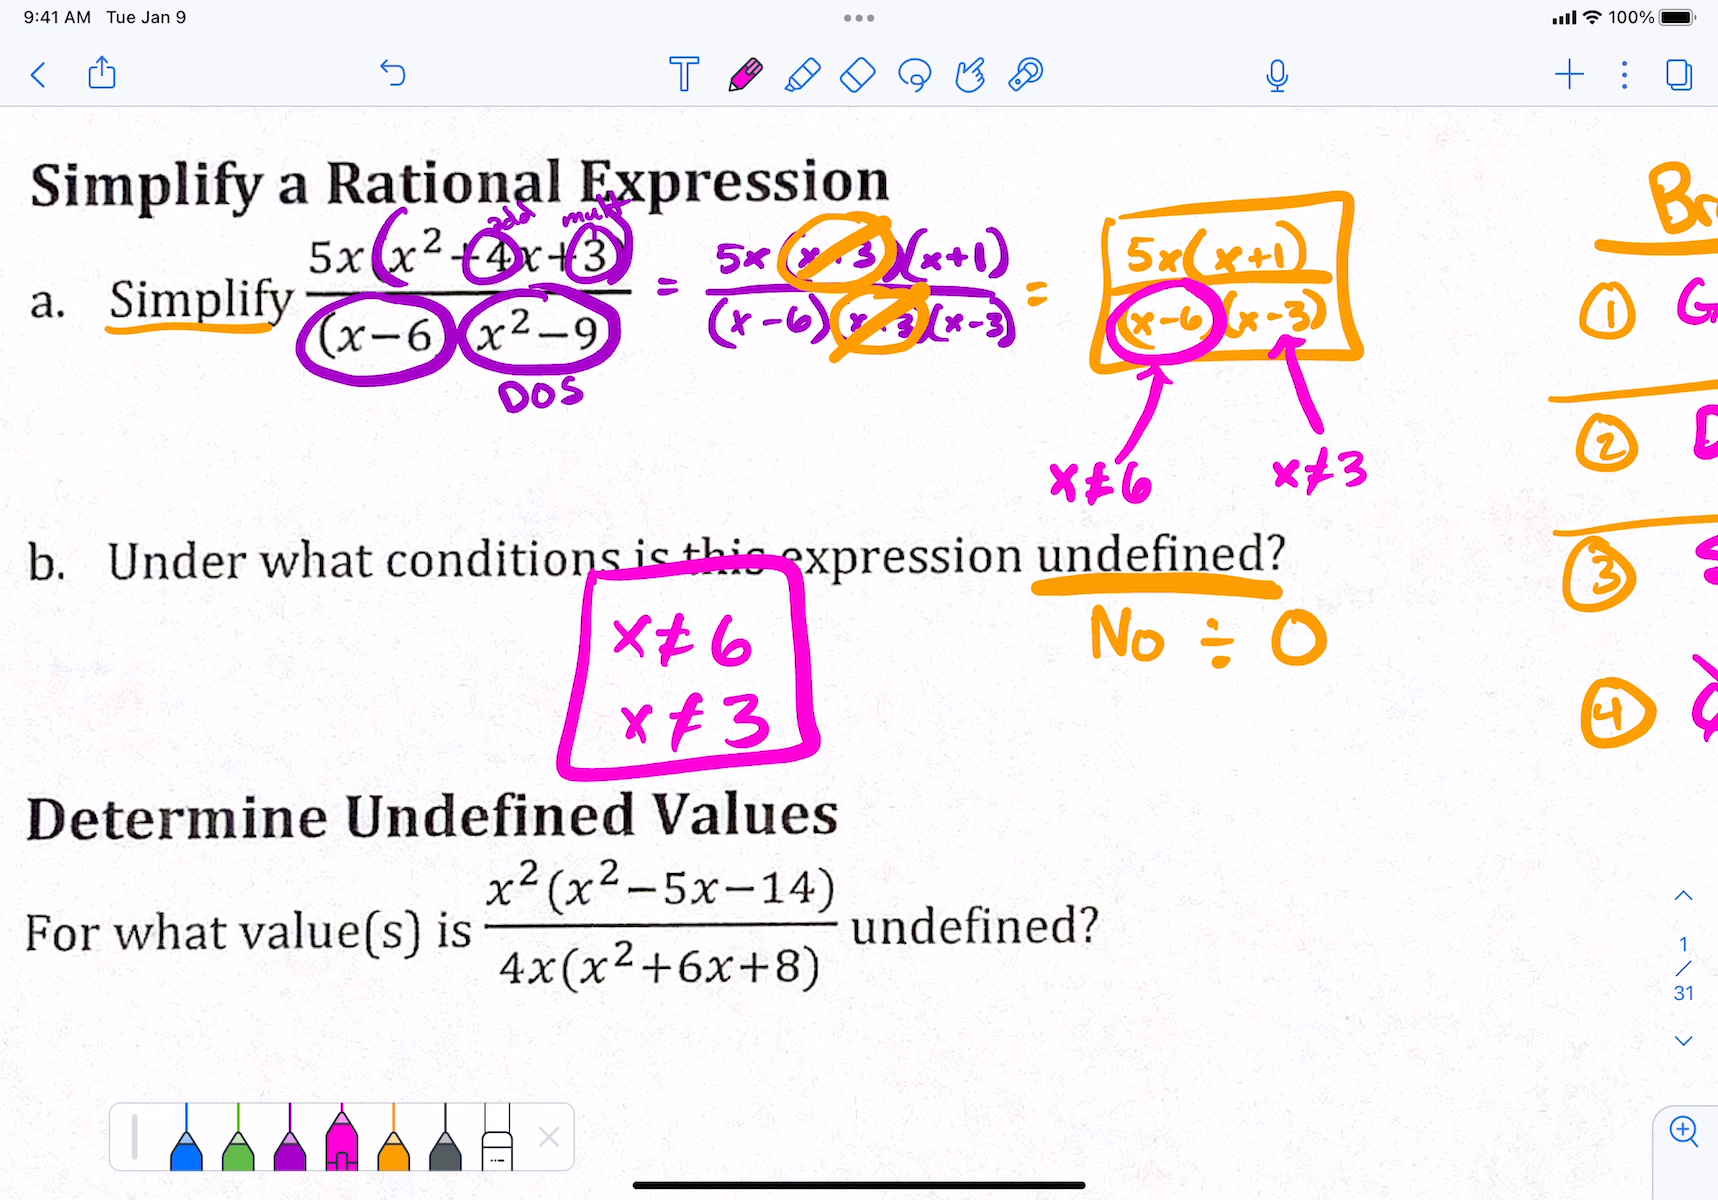 9:41 AM Tue Jan 9
100%
Simplify a Rational Expression
add mult
a. Simplify 5x(x²+4x+3) / (x−6)(x²−9) = 5x(x+3)(x+1) / (x−6)(x+3)(x−3) = 5x(x+1) / (x−6)(x−3)
DOS
x≠6 x≠3
b. Under what conditions is this expression undefined?
x≠6
x≠3
No ÷ 0
Determine Undefined Values
For what value(s) is x²(x²−5x−14) / 4x(x²+6x+8) undefined?
1 G
2
3
4
1
/
31